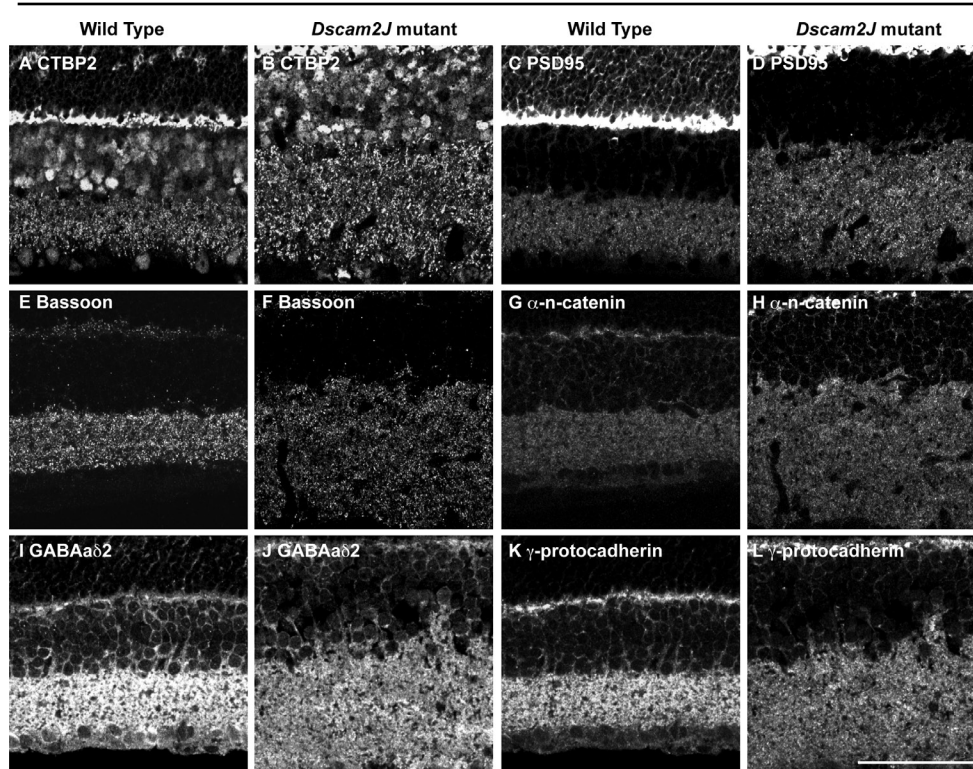 Wild Type Dscam2J mutant Wild Type Dscam2J mutant
A CTBP2 B CTBP2 C PSD95 D PSD95
E Bassoon F Bassoon G α-n-catenin H α-n-catenin
I GABAaδ2 J GABAaδ2 K γ-protocadherin L γ-protocadherin